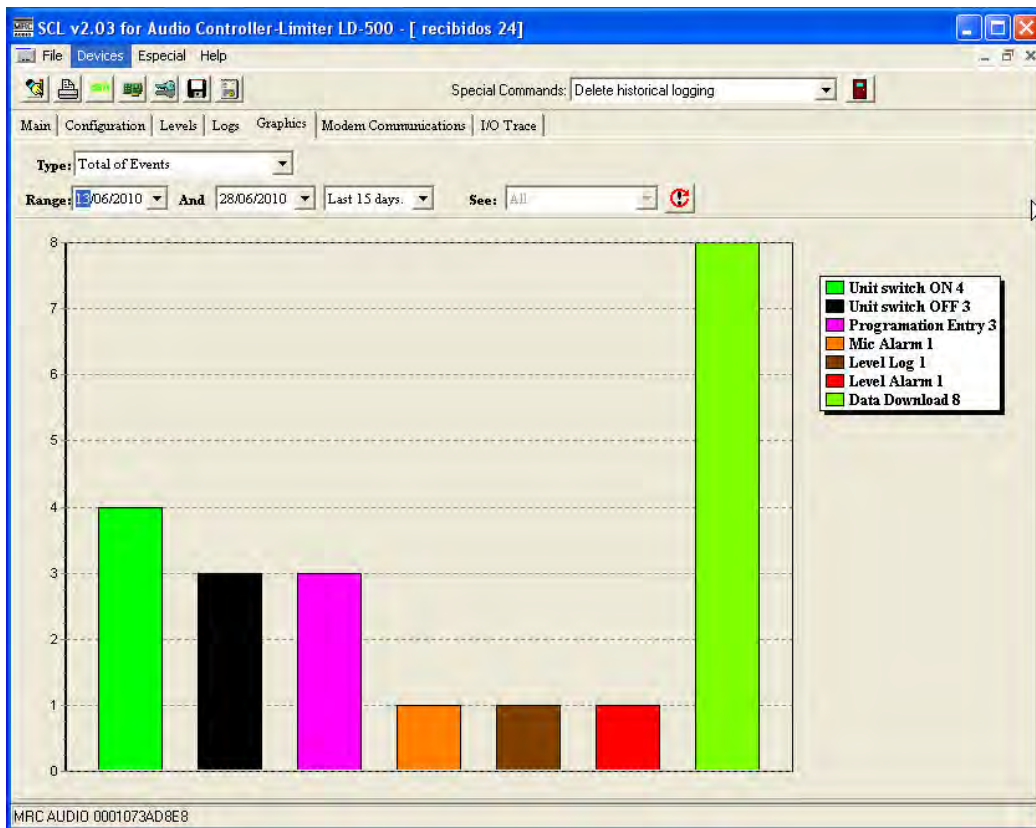 MRC AUDIO SCL v2.03 for Audio Controller-Limiter LD-500 - [ recibidos 24]
File Devices Especial Help
Special Commands: Delete historical logging
Main Configuration Levels Logs Graphics Modem Communications I/O Trace
Type: Total of Events
Range: 13/06/2010 And 28/06/2010 Last 15 days. See: All
8
7
6
5
4
3
2
1
0
Unit switch ON 4
Unit switch OFF 3
Programation Entry 3
Mic Alarm 1
Level Log 1
Level Alarm 1
Data Download 8
MRC AUDIO 0001073AD8E8